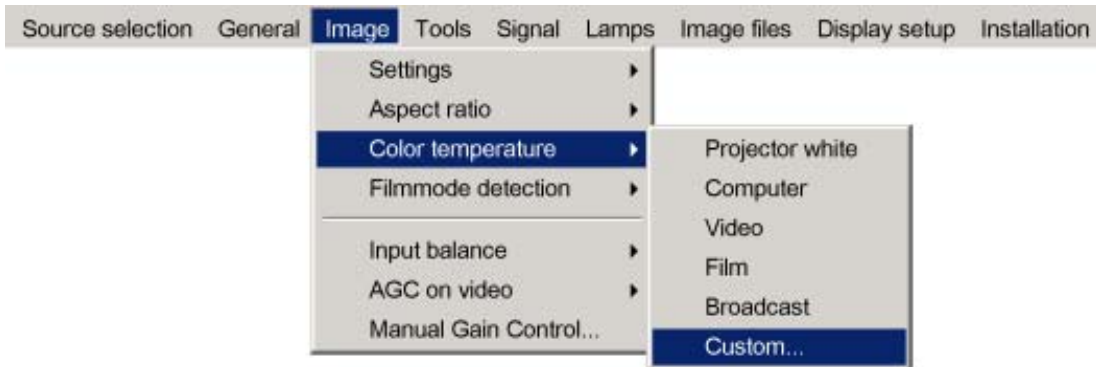 Source selection General Image Tools Signal Lamps Image files Display setup Installation
Settings
Aspect ratio
Color temperature
Filmmode detection
Input balance
AGC on video
Manual Gain Control...
Projector white
Computer
Video
Film
Broadcast
Custom...